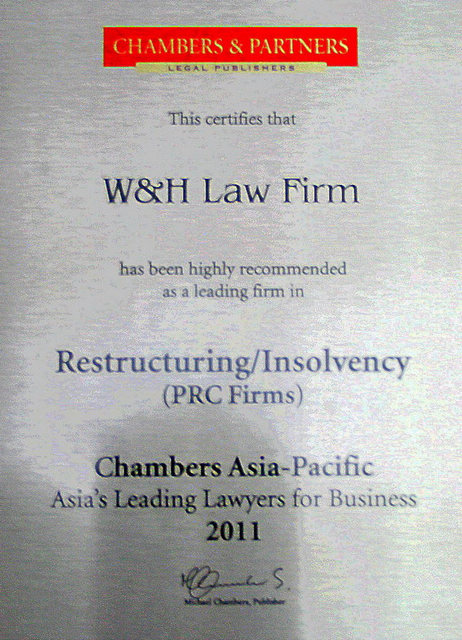 CHAMBERS & PARTNERS
LEGAL PUBLISHERS
This certifies that
W&H Law Firm
has been highly recommended
as a leading firm in
Restructuring/Insolvency
(PRC Firms)
Chambers Asia-Pacific
Asia's Leading Lawyers for Business
2011
Michael Chambers, Publisher